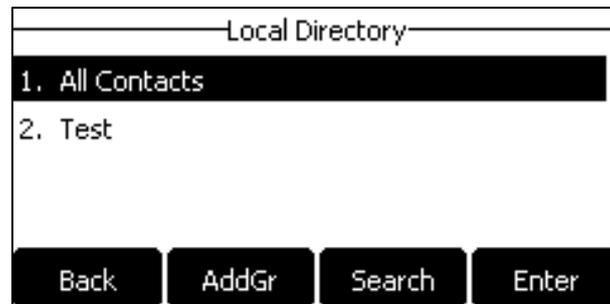 Local Directory
1. All Contacts
2. Test
Back AddGr Search Enter